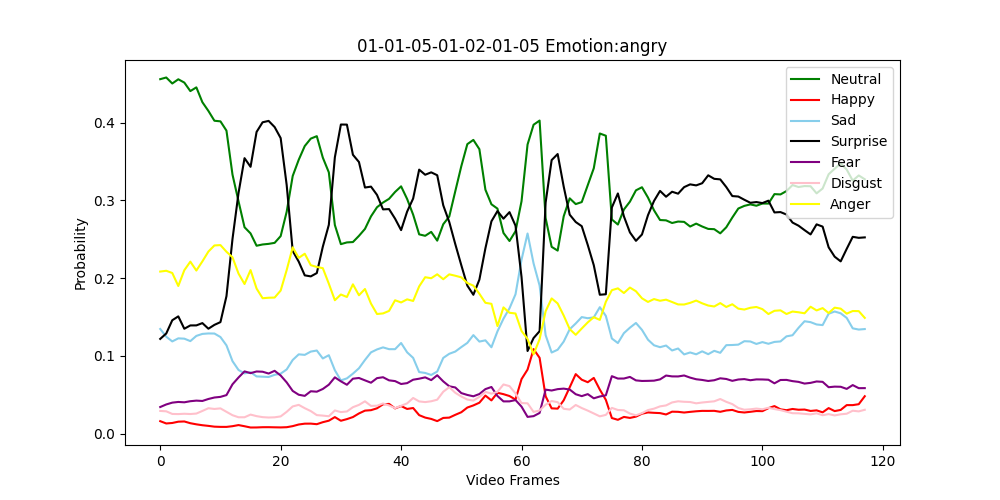 01-01-05-01-02-01-05 Emotion:angry
Probability
0.4
0.3
0.2
0.1
0.0
0
20
40
60
80
100
120
Video Frames
Neutral
Happy
Sad
Surprise
Fear
Disgust
Anger